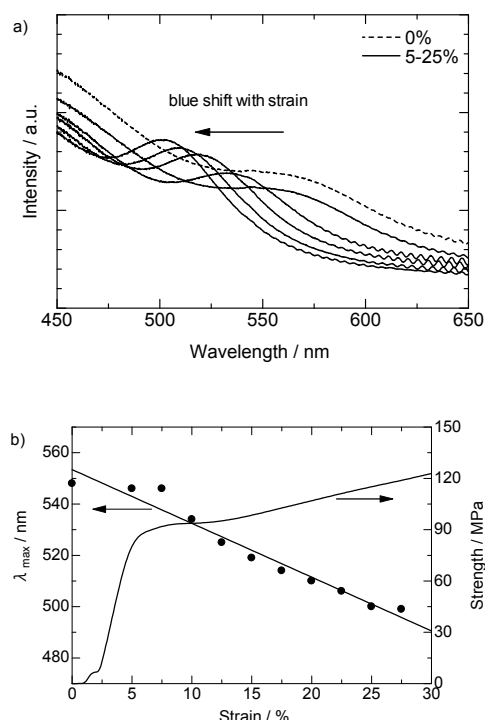 a)
0%
5-25%
blue shift with strain
Intensity / a.u.
450 500 550 600 650
Wavelength / nm
b)
560
540
520
500
470
λ max / nm
150
120
90
60
30
0
Strength / MPa
0 5 10 15 20 25 30
Strain / %